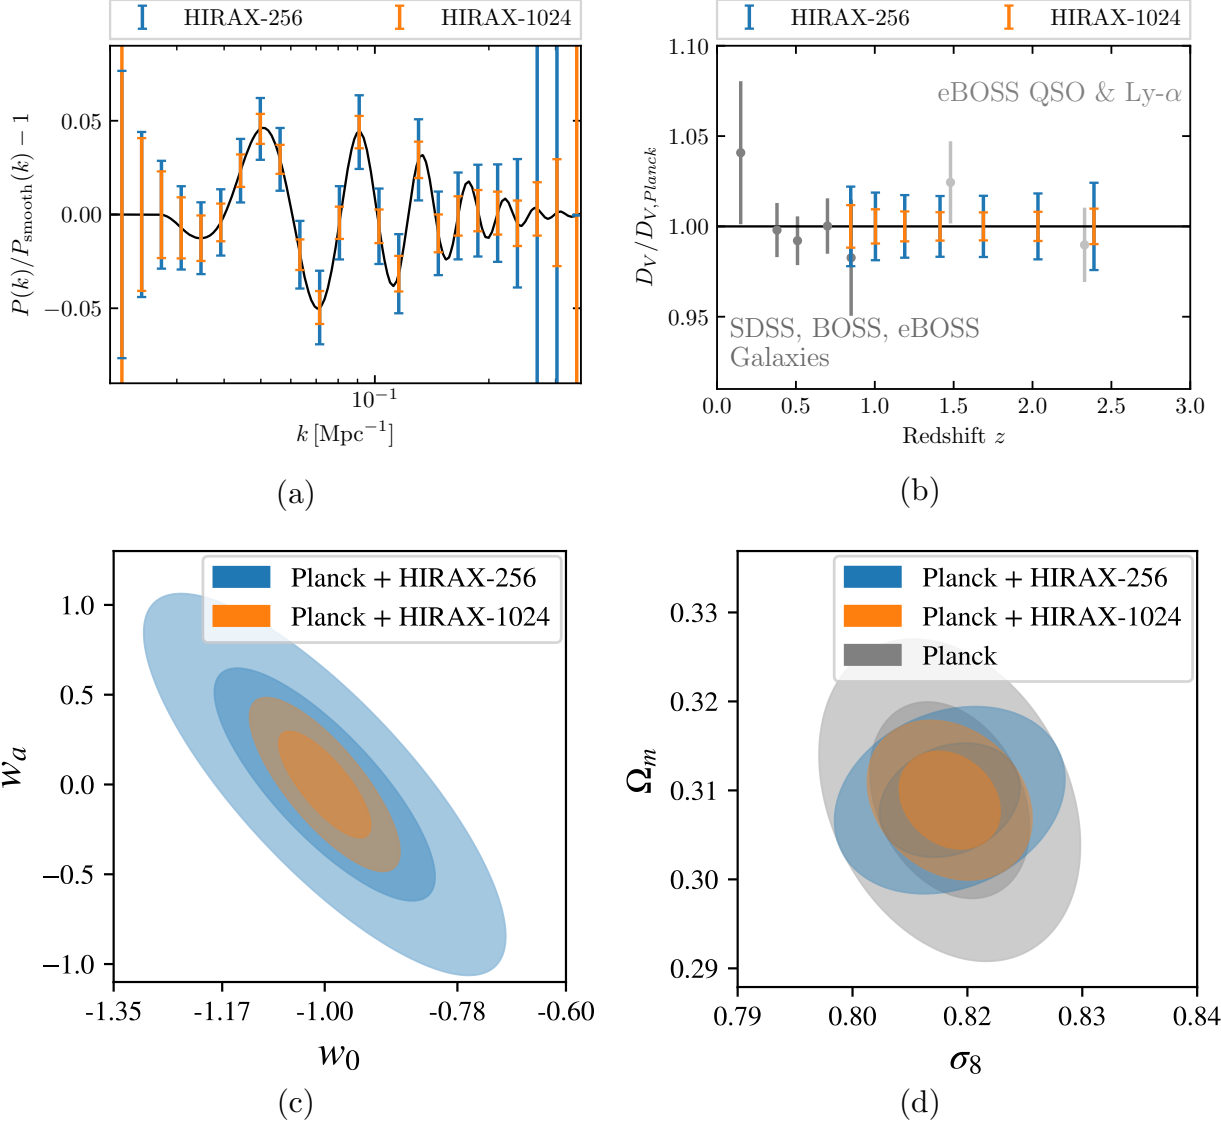 HIRAX-256 HIRAX-1024
0.05
0.00
−0.05
P(k)/P_smooth(k) − 1
10⁻¹
k [Mpc⁻¹]
(a)
HIRAX-256 HIRAX-1024
1.10
1.05
1.00
0.95
D_V/D_{V,Planck}
eBOSS QSO & Ly-α
SDSS, BOSS, eBOSS
Galaxies
0.0 0.5 1.0 1.5 2.0 2.5 3.0
Redshift z
(b)
Planck + HIRAX-256
Planck + HIRAX-1024
1.0
0.5
0.0
−0.5
−1.0
w_a
-1.35 -1.17 -1.00 -0.78 -0.60
w_0
(c)
Planck + HIRAX-256
Planck + HIRAX-1024
Planck
0.33
0.32
0.31
0.30
0.29
Ω_m
0.79 0.80 0.82 0.83 0.84
σ_8
(d)